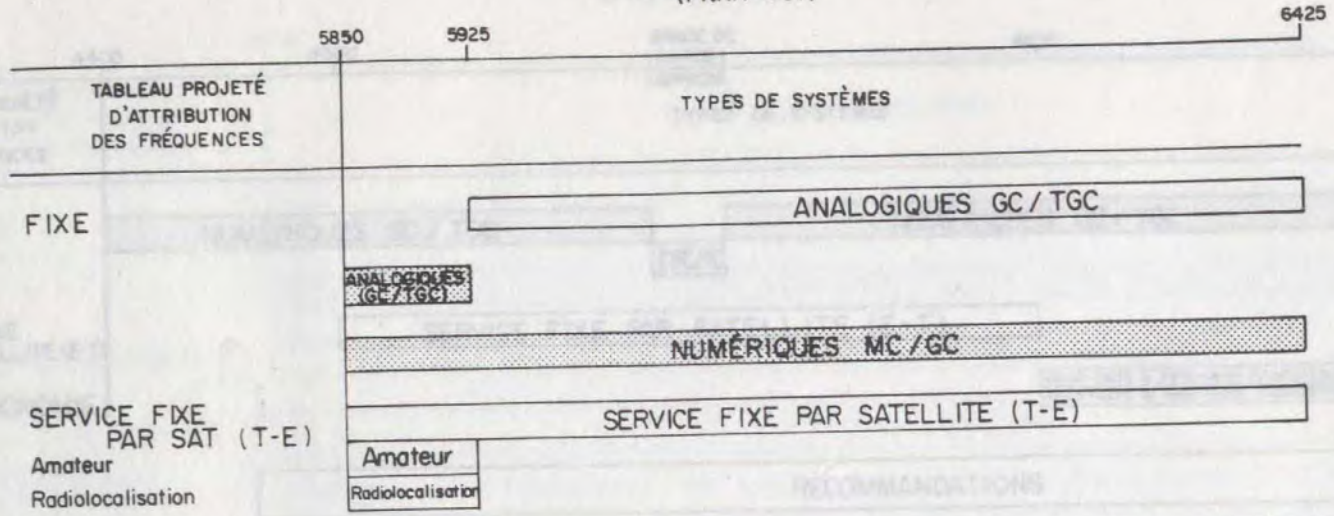 5850 5925 6425
TABLEAU PROJETÉ
D'ATTRIBUTION
DES FRÉQUENCES
TYPES DE SYSTÈMES
FIXE
ANALOGIQUES GC/TGC
ANALOGIQUES
(GC/TGC)
NUMÉRIQUES MC/GC
SERVICE FIXE
PAR SAT (T-E)
SERVICE FIXE PAR SATELLITE (T-E)
Amateur
Amateur
Radiolocalisation
Radiolocalisation
RECOMMANDATIONS